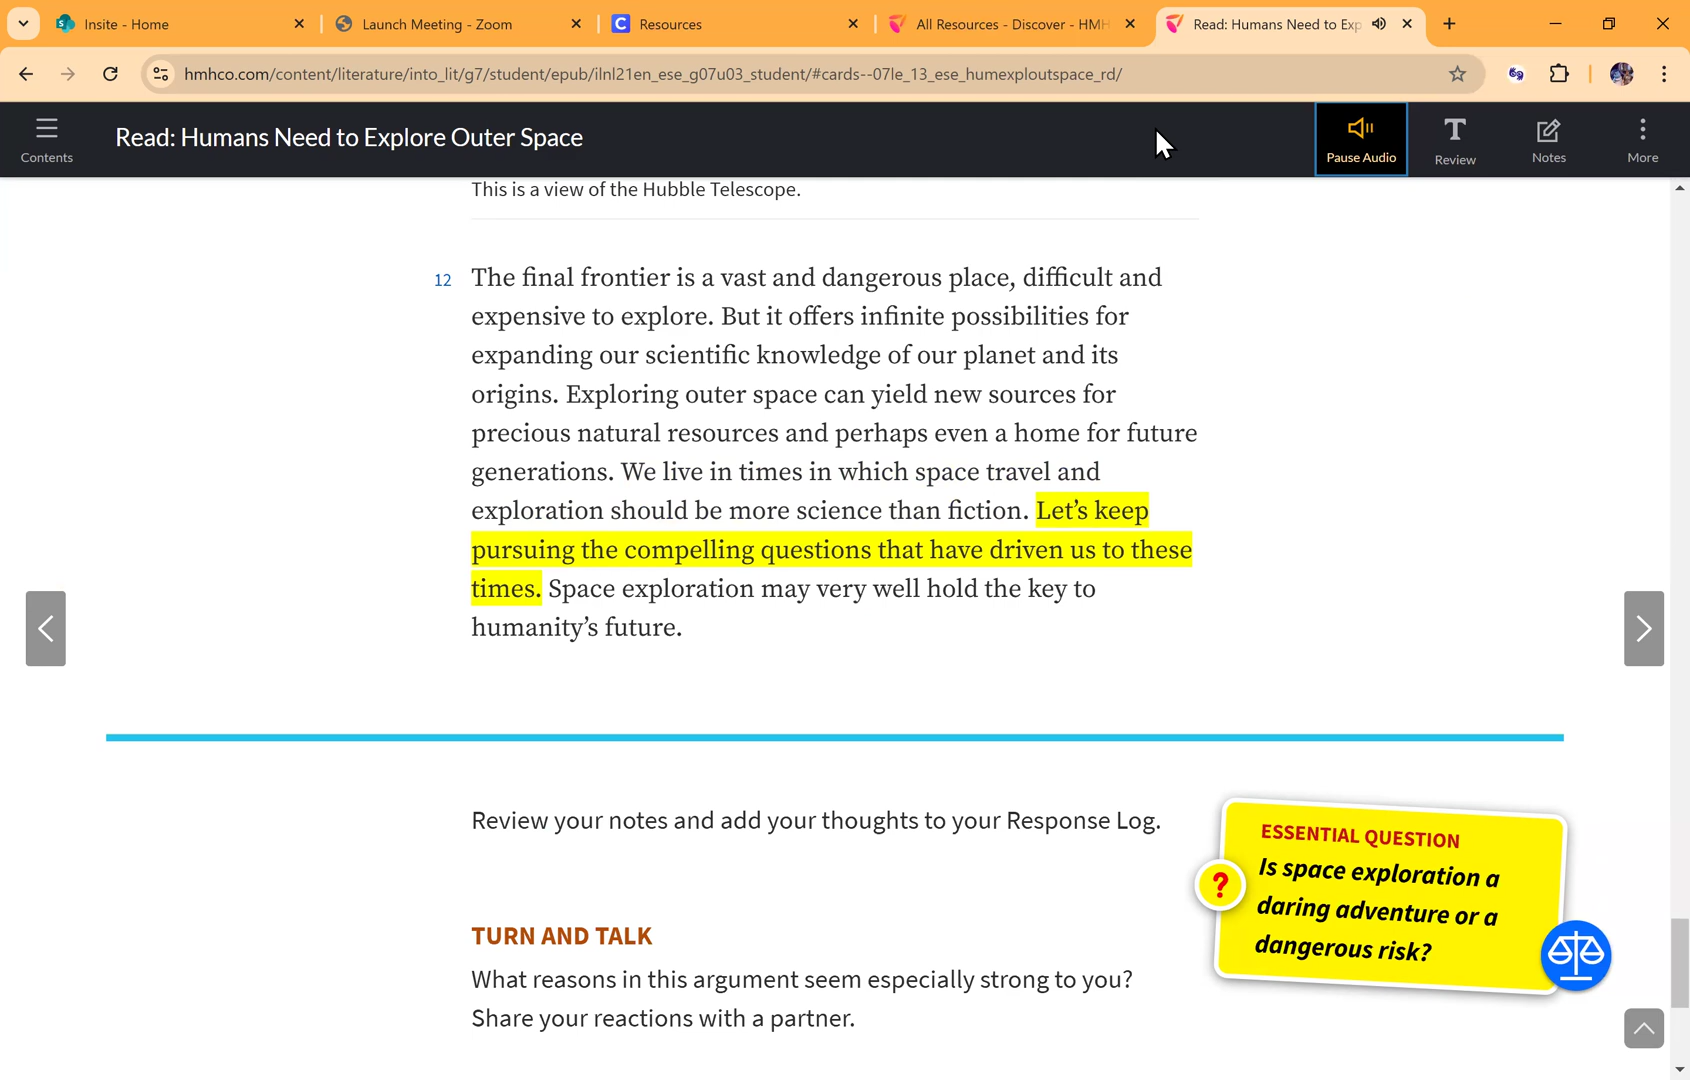 Insite - Home
Launch Meeting - Zoom
Resources
All Resources - Discover - HMH
Read: Humans Need to Exp
hmhco.com/content/literature/into_lit/g7/student/epub/ilnl21en_ese_g07u03_student/#cards--07le_13_ese_humexploutspace_rd/
Contents
Read: Humans Need to Explore Outer Space
Pause Audio
T
Review
Notes
More
This is a view of the Hubble Telescope.
12 The final frontier is a vast and dangerous place, difficult and
expensive to explore. But it offers infinite possibilities for
expanding our scientific knowledge of our planet and its
origins. Exploring outer space can yield new sources for
precious natural resources and perhaps even a home for future
generations. We live in times in which space travel and
exploration should be more science than fiction. Let’s keep
pursuing the compelling questions that have driven us to these
times. Space exploration may very well hold the key to
humanity’s future.
Review your notes and add your thoughts to your Response Log.
ESSENTIAL QUESTION
?
Is space exploration a
daring adventure or a
dangerous risk?
TURN AND TALK
What reasons in this argument seem especially strong to you?
Share your reactions with a partner.